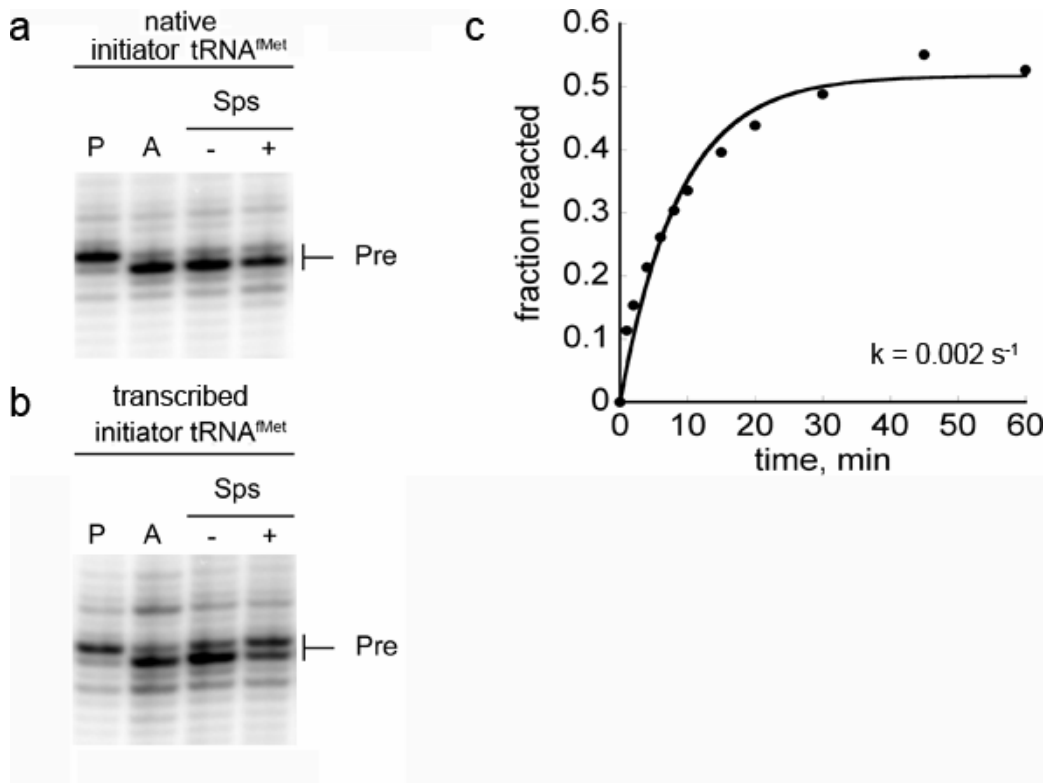 a
native
initiator tRNAᶠᴹᵉᵗ
Sps
P A - +
Pre
b
transcribed
initiator tRNAᶠᴹᵉᵗ
Sps
P A - +
Pre
c
fraction reacted
0.6
0.5
0.4
0.3
0.2
0.1
0
k = 0.002 s⁻¹
0 10 20 30 40 50 60
time, min